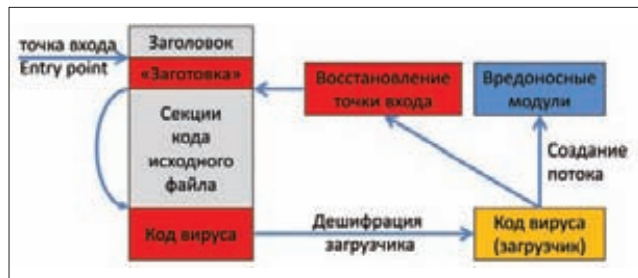 точка входа
Entry point
Заголовок
«Заготовка»
Секции
кода
исходного
файла
Код вируса
Восстановление
точки входа
Вредоносные
модули
Создание
потока
Дешифрация
загрузчика
Код вируса
(загрузчик)